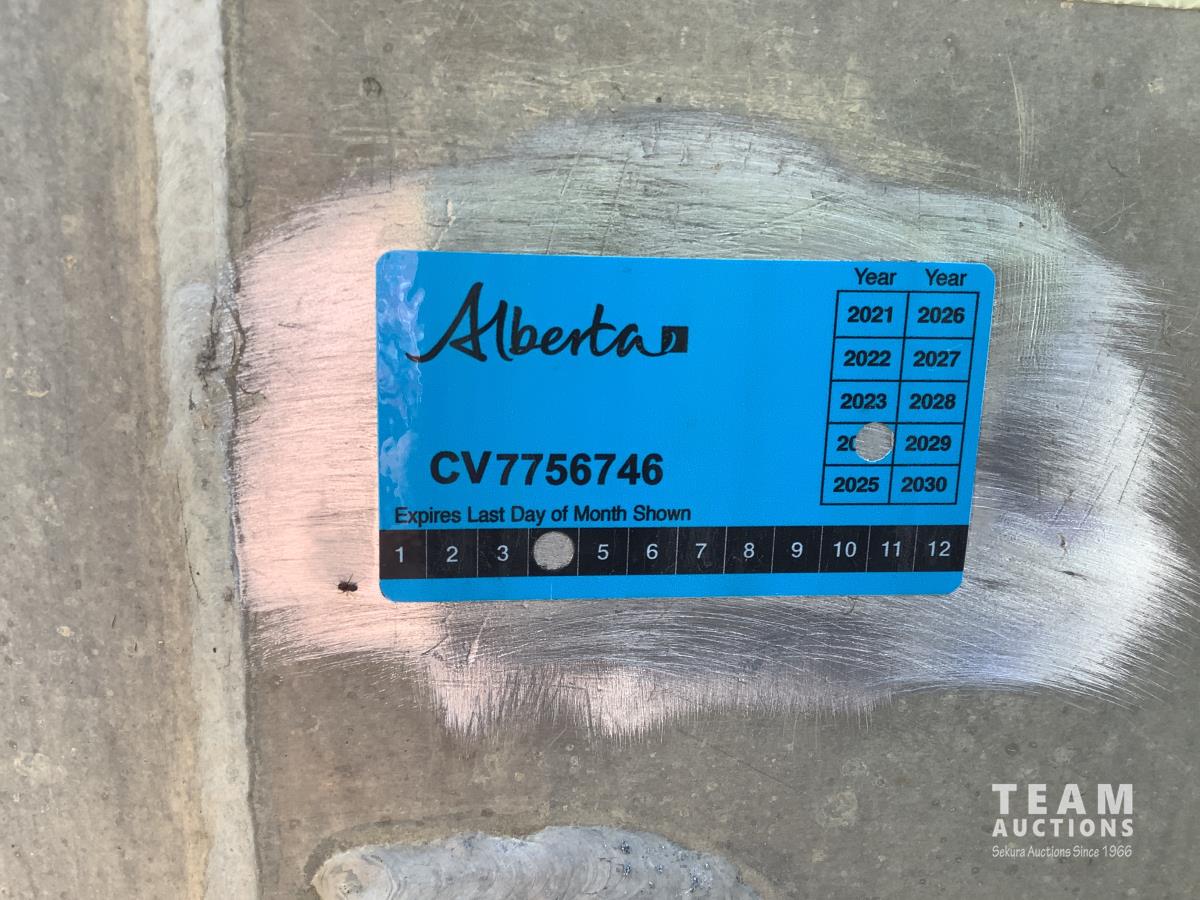 Alberta
Year Year
2021 2026
2022 2027
2023 2028
20 2029
2025 2030
CV7756746
Expires Last Day of Month Shown
1 2 3 5 6 7 8 9 10 11 12
TEAM
AUCTIONS
Sekura Auctions Since 1966